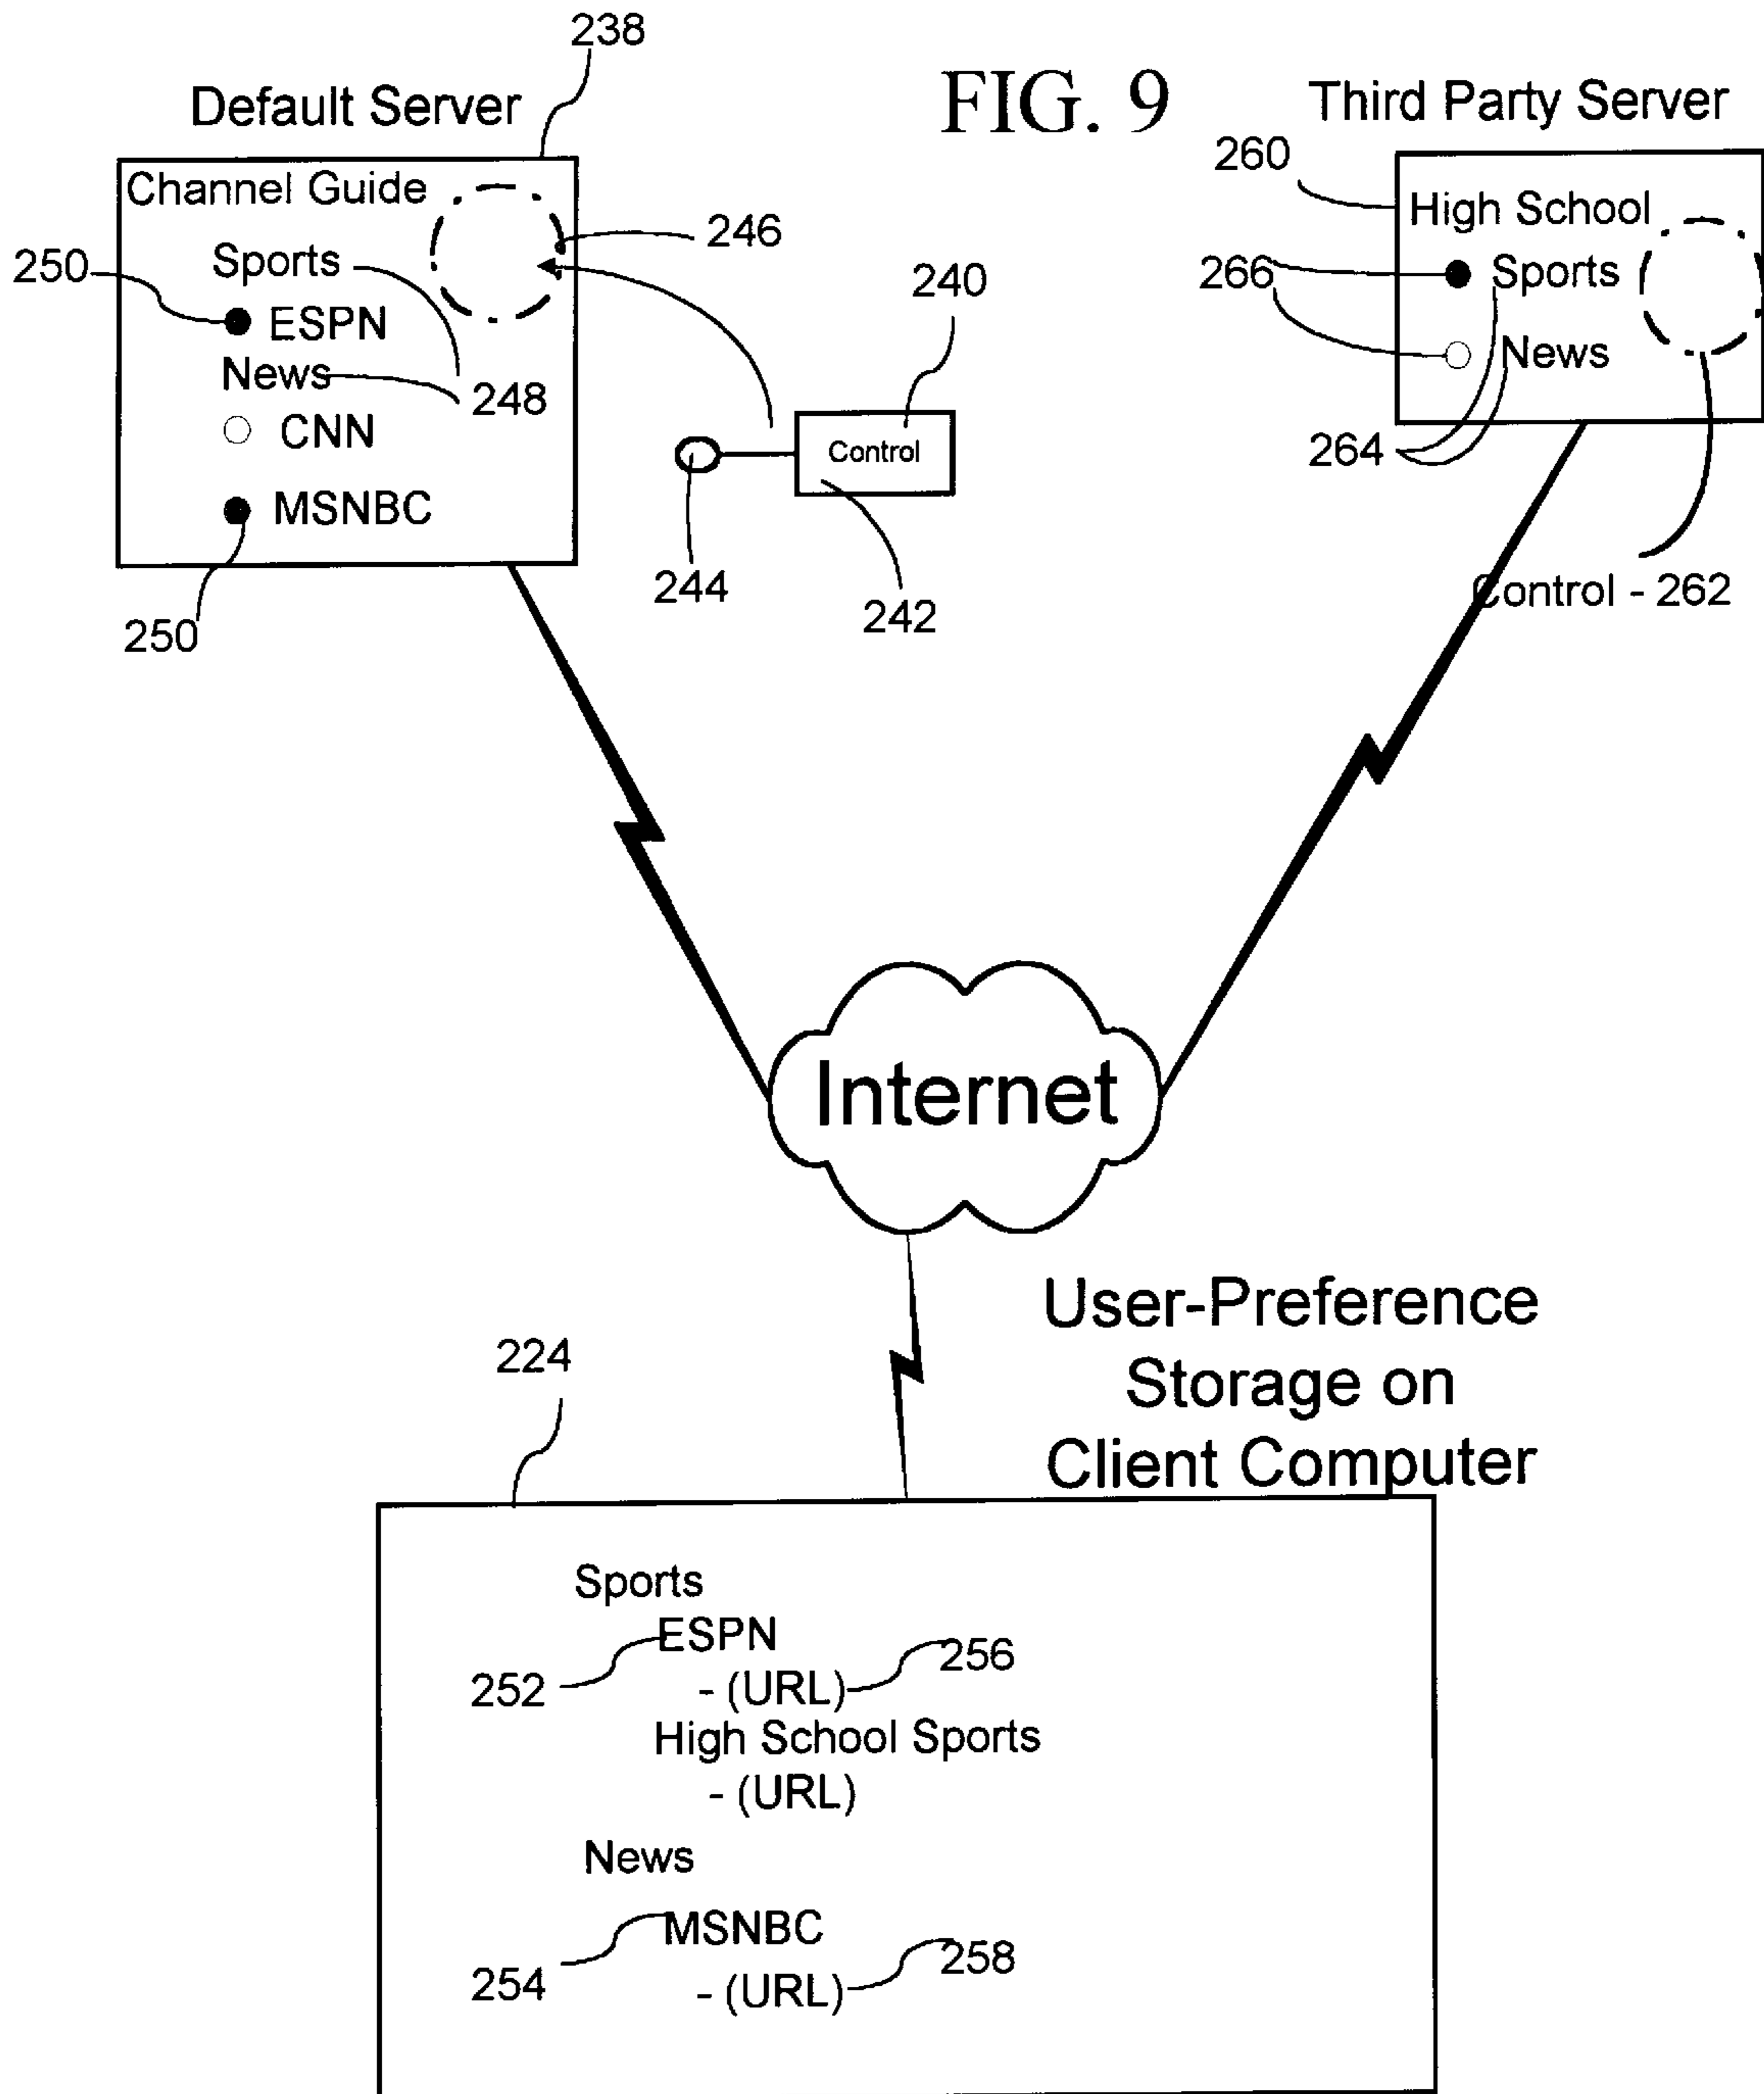 238
FIG. 9
Default Server
Third Party Server
260
Channel Guide
High School
246
250
Sports
266
Sports
240
ESPN
News
News
248
CNN
Control
264
MSNBC
244
242
Control - 262
250
Internet
User-Preference
Storage on
Client Computer
224
Sports
ESPN
252
256
- (URL)
High School Sports
- (URL)
News
MSNBC
254
258
- (URL)